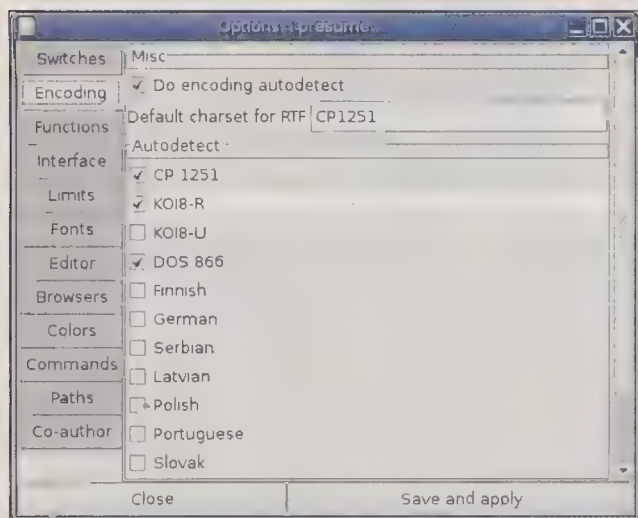 Options
Switches
Encoding
Functions
Interface
Limits
Fonts
Editor
Browsers
Colors
Commands
Paths
Co-author
Misc
Do encoding autodetect
Default charset for RTF CP1251
Autodetect
CP 1251
KOI8-R
KOI8-U
DOS 866
Finnish
German
Serbian
Latvian
Polish
Portuguese
Slovak
Close
Save and apply